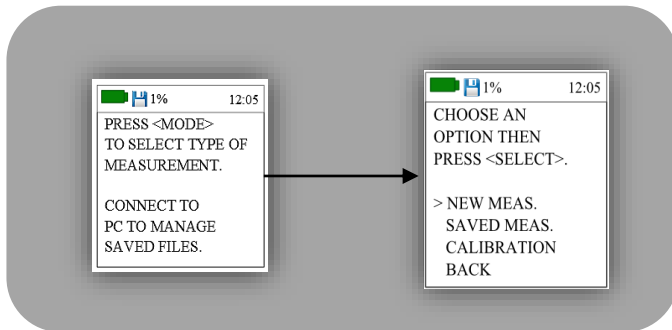 1% 12:05
PRESS <MODE>
TO SELECT TYPE OF
MEASUREMENT.
CONNECT TO
PC TO MANAGE
SAVED FILES.
1% 12:05
CHOOSE AN
OPTION THEN
PRESS <SELECT>.
> NEW MEAS.
SAVED MEAS.
CALIBRATION
BACK